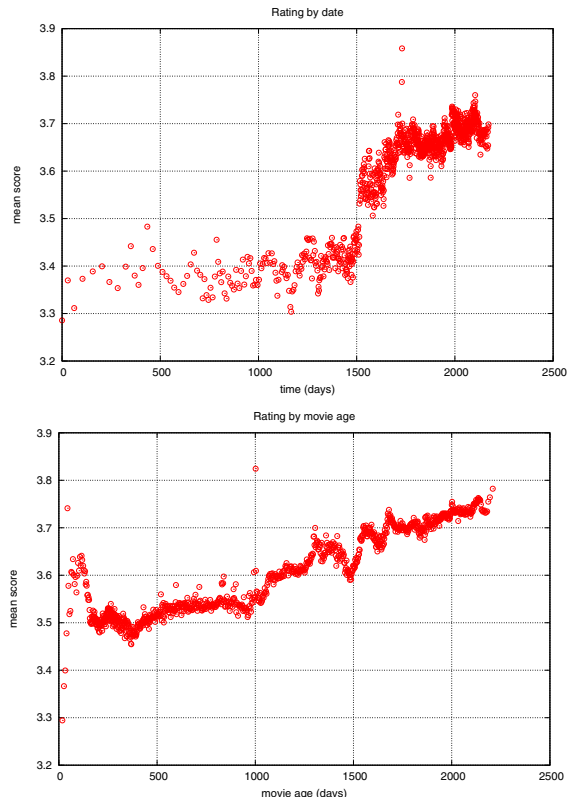 Rating by date
3.9
3.8
3.7
3.6
3.5
3.4
3.3
3.2
mean score
0 500 1000 1500 2000 2500
time (days)
Rating by movie age
3.9
3.8
3.7
3.6
3.5
3.4
3.3
3.2
mean score
0 500 1000 1500 2000 2500
movie age (days)